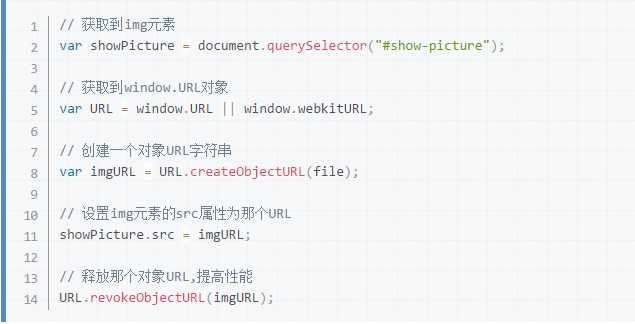 1 // 获取到img元素
2 var showPicture = document.querySelector("#show-picture");
3
4 // 获取到window.URL对象
5 var URL = window.URL || window.webkitURL;
6
7 // 创建一个对象URL字符串
8 var imgURL = URL.createObjectURL(file);
9
10 // 设置img元素的src属性为那个URL
11 showPicture.src = imgURL;
12
13 // 释放那个对象URL,提高性能
14 URL.revokeObjectURL(imgURL);